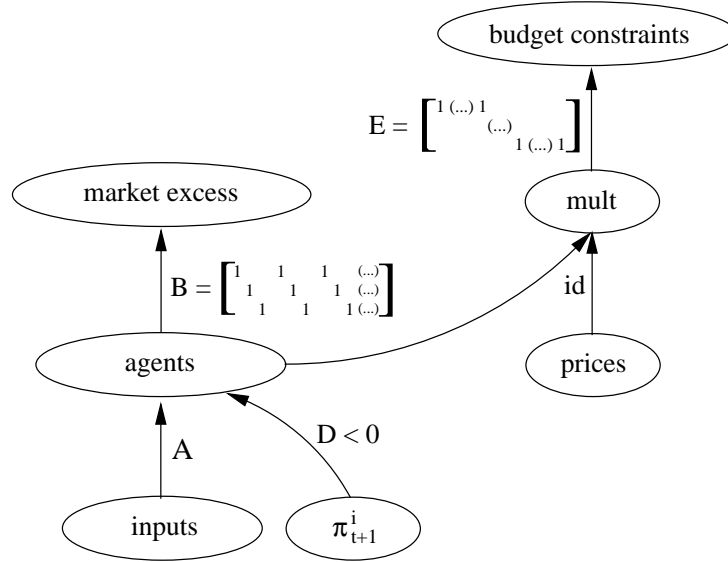 budget constraints
E = [ 1 (...) 1
(...)
1 (...) 1 ]
market excess
mult
B = [ 1 1 1 (...)
1 1 1 (...)
1 1 1 (...) ]
id
agents
prices
D < 0
A
inputs
π^i_{t+1}